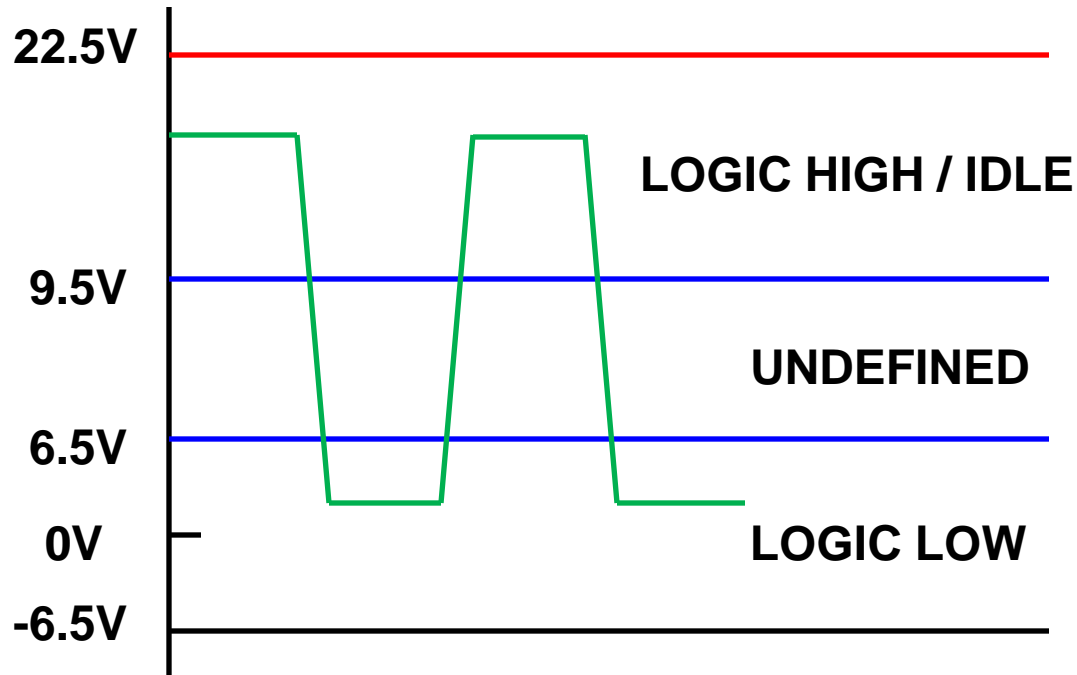 22.5V
LOGIC HIGH / IDLE
9.5V
UNDEFINED
6.5V
0V
LOGIC LOW
-6.5V